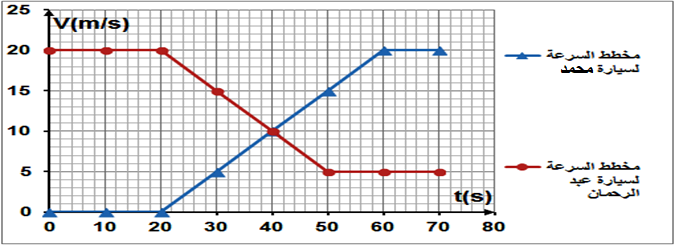 V(m/s)
25
20
15
10
5
0
0 10 20 30 40 50 60 70 80
t(s)
مخطط السرعة
لسيارة محمد
مخطط السرعة
لسيارة عبد
الرحمان